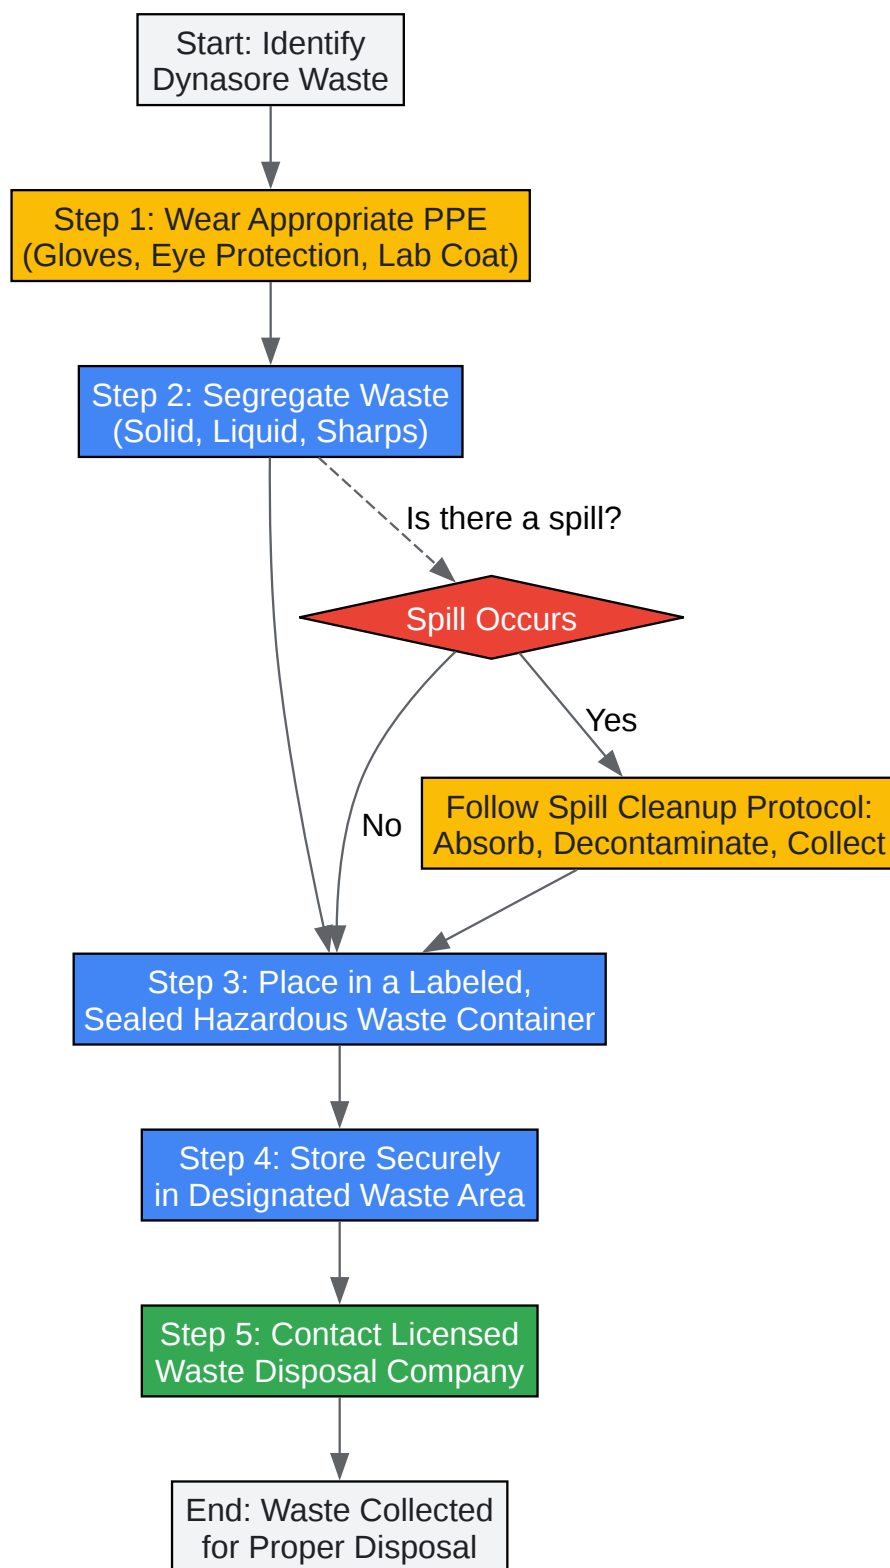 Start: Identify
Dynasore Waste
Step 1: Wear Appropriate PPE
(Gloves, Eye Protection, Lab Coat)
Step 2: Segregate Waste
(Solid, Liquid, Sharps)
Is there a spill?
Spill Occurs
Yes
No
Follow Spill Cleanup Protocol:
Absorb, Decontaminate, Collect
Step 3: Place in a Labeled,
Sealed Hazardous Waste Container
Step 4: Store Securely
in Designated Waste Area
Step 5: Contact Licensed
Waste Disposal Company
End: Waste Collected
for Proper Disposal